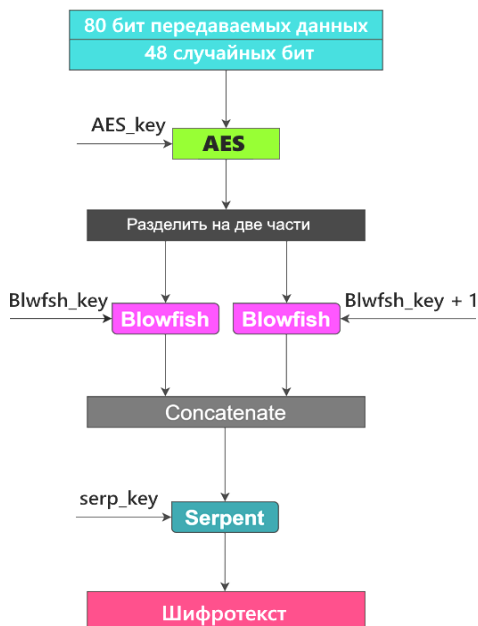 80 бит передаваемых данных
48 случайных бит
AES_key
AES
Разделить на две части
Blwfsh_key
Blowfish
Blowfish
Blwfsh_key + 1
Concatenate
serp_key
Serpent
Шифротекст